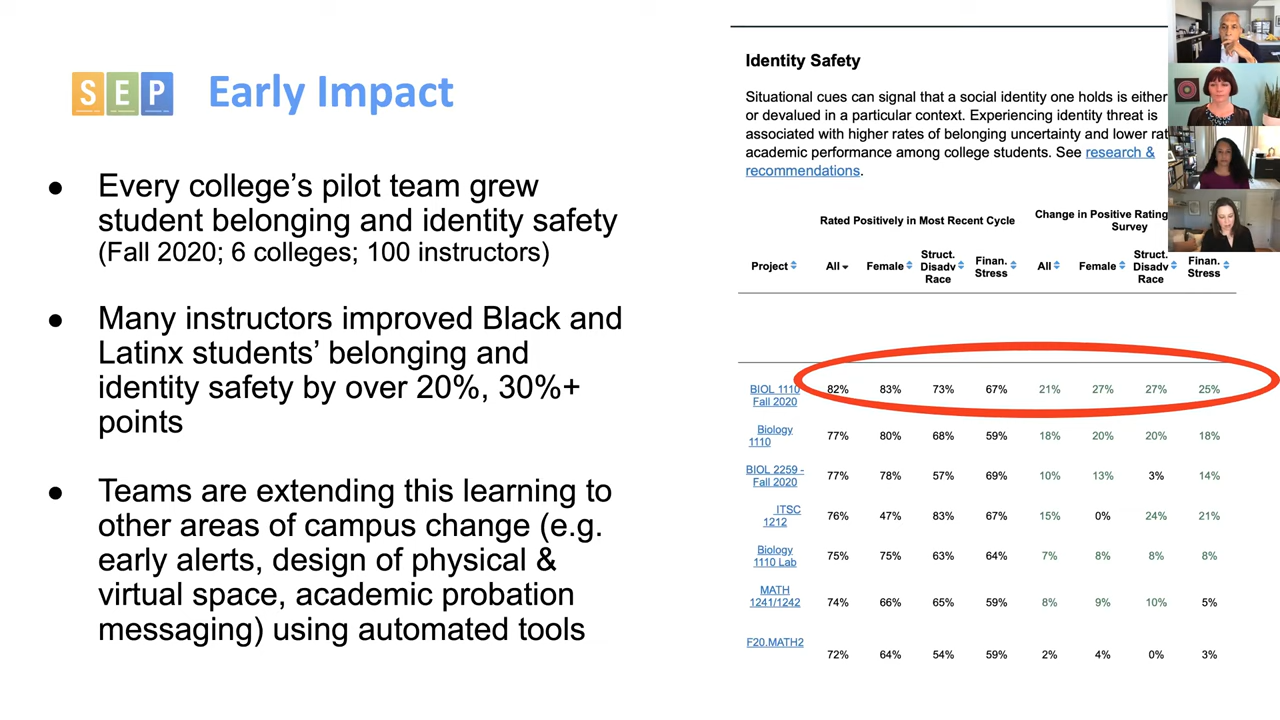 SEP Early Impact
● Every college’s pilot team grew
student belonging and identity safety
(Fall 2020; 6 colleges; 100 instructors)
● Many instructors improved Black and
Latinx students’ belonging and
identity safety by over 20%, 30%+
points
● Teams are extending this learning to
other areas of campus change (e.g.
early alerts, design of physical &
virtual space, academic probation
messaging) using automated tools
Identity Safety
Situational cues can signal that a social identity one holds is either
or devalued in a particular context. Experiencing identity threat is
associated with higher rates of belonging uncertainty and lower
academic performance among college students. See research &
recommendations.
Rated Positively in Most Recent Cycle
Change in Positive Rating
Survey
Project All Female Struct. Disadv Race Finan. Stress All Female Struct. Disadv Race Finan. Stress
BIOL 1110 82% 83% 73% 67% 21% 27% 27% 25%
Fall 2020
Biology 77% 80% 68% 59% 18% 20% 20% 18%
1110
BIOL 2259 - 77% 78% 57% 69% 10% 13% 3% 14%
Fall 2020
ITSC 76% 47% 83% 67% 15% 0% 24% 21%
1212
Biology 75% 75% 63% 64% 7% 8% 8% 8%
1110 Lab
MATH 74% 66% 65% 59% 8% 9% 10% 5%
1241/1242
F20.MATH2
72% 64% 54% 59% 2% 4% 0% 3%